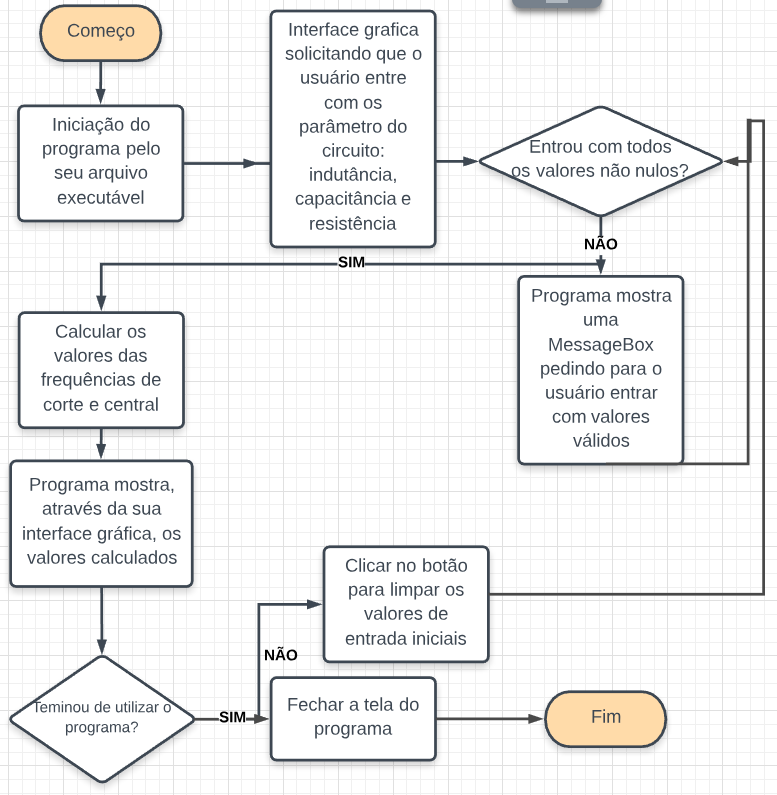 Começo
Iniciação do
programa pelo
seu arquivo
executável
Interface grafica
solicitando que o
usuário entre
com os
parâmetro do
circuito:
indutância,
capacitância e
resistência
Entrou com todos
os valores não nulos?
NÃO
SIM
Programa mostra
uma
MessageBox
pedindo para o
usuário entrar
com valores
válidos
Calcular os
valores das
frequências de
corte e central
Programa mostra,
através da sua
interface gráfica, os
valores calculados
Teminou de utilizar o
programa?
NÃO
Clicar no botão
para limpar os
valores de
entrada iniciais
SIM
Fechar a tela do
programa
Fim